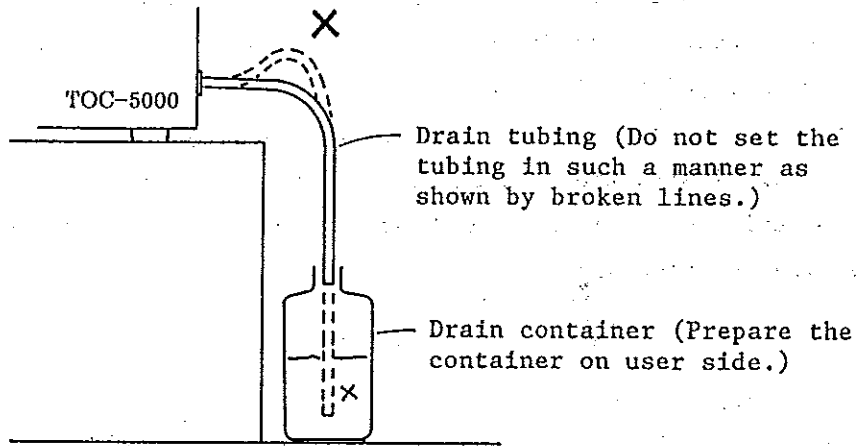 X
TOC-5000
Drain tubing (Do not set the
tubing in such a manner as
shown by broken lines.)
Drain container (Prepare the
container on user side.)
X